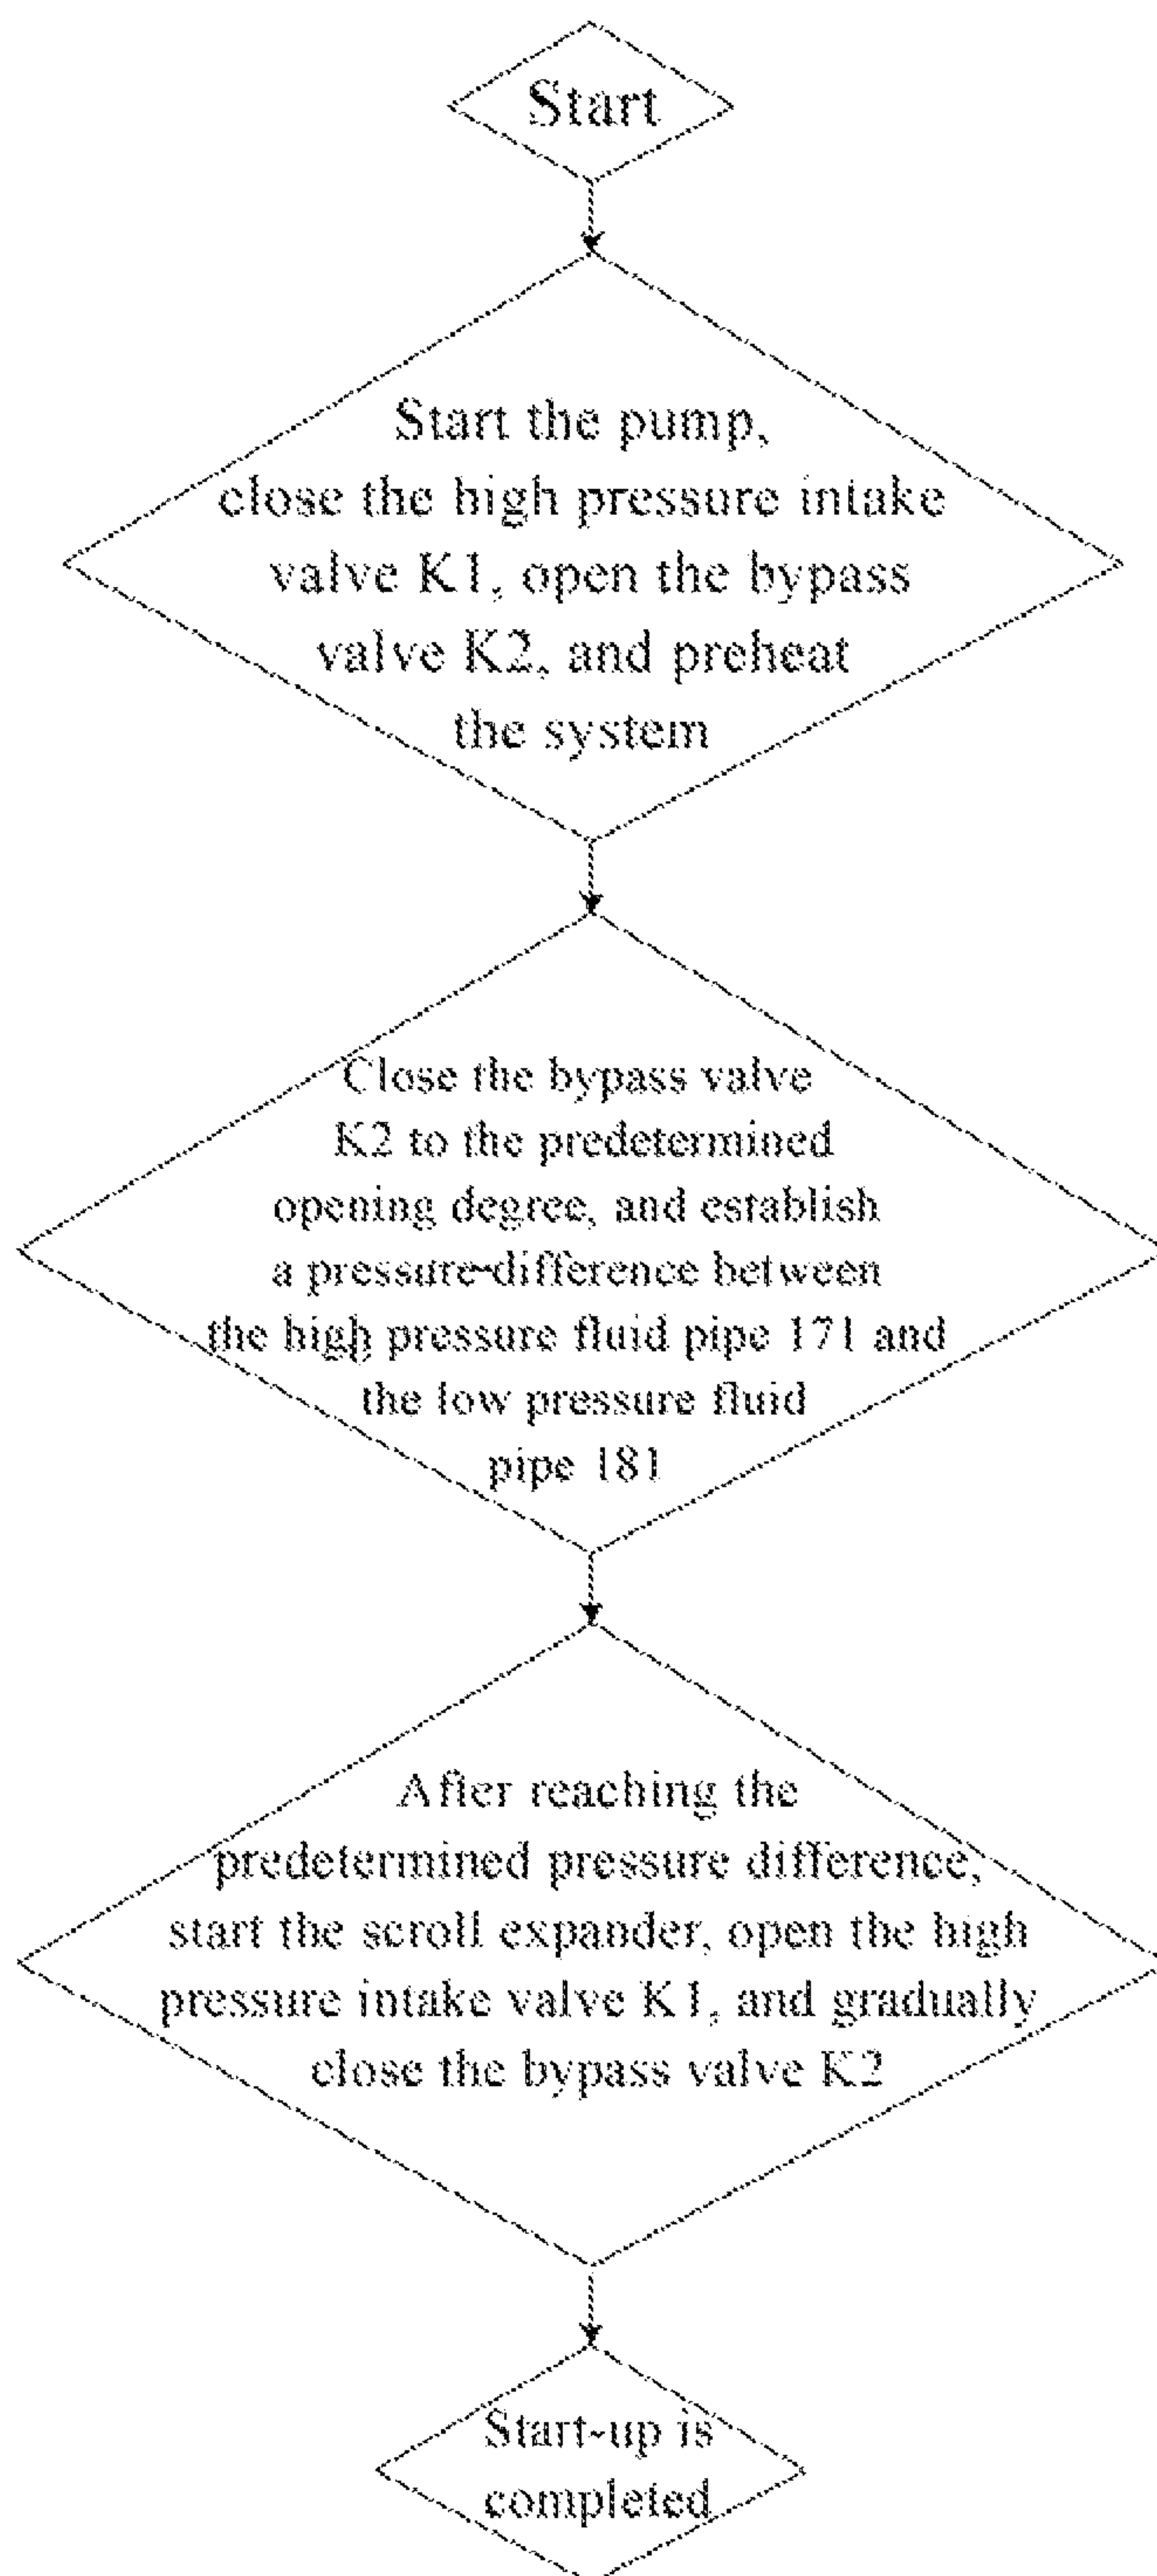 Start
Start the pump,
close the high pressure intake
valve K1, open the bypass
valve K2, and preheat
the system
Close the bypass valve
K2 to the predetermined
opening degree, and establish
a pressure-difference between
the high pressure fluid pipe 171 and
the low pressure fluid
pipe 181
After reaching the
predetermined pressure difference,
start the scroll expander, open the high
pressure intake valve K1, and gradually
close the bypass valve K2
Start-up is
completed